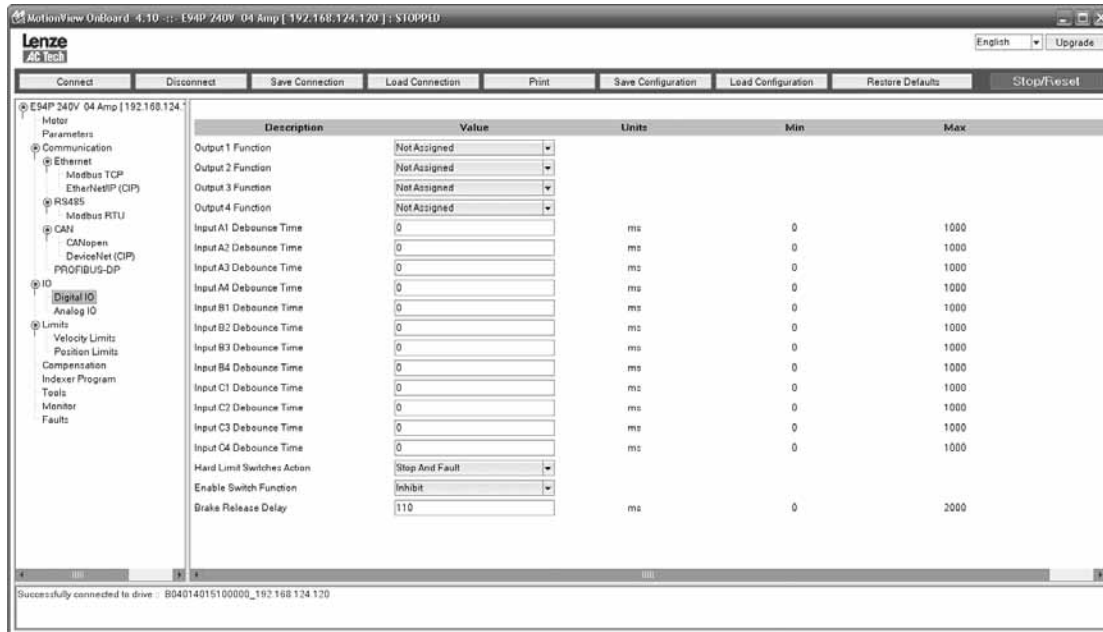 MotionView OnBoard 4.10 -::- E94P 240V 04 Amp [ 192.168.124.120 ] : STOPPED
Lenze
AC Tech
English Upgrade
Connect Disconnect Save Connection Load Connection Print Save Configuration Load Configuration Restore Defaults Stop/Reset
E94P 240V 04 Amp [192.168.124.
Motor
Parameters
Communication
Ethernet
Modbus TCP
EtherNet/IP (CIP)
RS485
Modbus RTU
CAN
CANopen
DeviceNet (CIP)
PROFIBUS-DP
IO
Digital IO
Analog IO
Limits
Velocity Limits
Position Limits
Compensation
Indexer Program
Tools
Monitor
Faults
Description Value Units Min Max
Output 1 Function Not Assigned
Output 2 Function Not Assigned
Output 3 Function Not Assigned
Output 4 Function Not Assigned
Input A1 Debounce Time 0 ms 0 1000
Input A2 Debounce Time 0 ms 0 1000
Input A3 Debounce Time 0 ms 0 1000
Input A4 Debounce Time 0 ms 0 1000
Input B1 Debounce Time 0 ms 0 1000
Input B2 Debounce Time 0 ms 0 1000
Input B3 Debounce Time 0 ms 0 1000
Input B4 Debounce Time 0 ms 0 1000
Input C1 Debounce Time 0 ms 0 1000
Input C2 Debounce Time 0 ms 0 1000
Input C3 Debounce Time 0 ms 0 1000
Input C4 Debounce Time 0 ms 0 1000
Hard Limit Switches Action Stop And Fault
Enable Switch Function Inhibit
Brake Release Delay 110 ms 0 2000
Successfully connected to drive :: B04014015100000_192.168.124.120